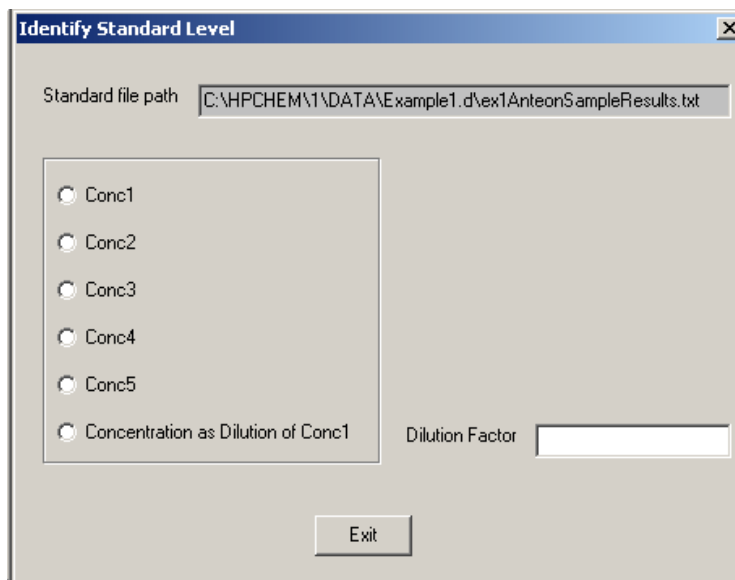 Identify Standard Level
Standard file path C:\HPCHEM\1\DATA\Example1.d\ex1AnteonSampleResults.txt
Conc1
Conc2
Conc3
Conc4
Conc5
Concentration as Dilution of Conc1 Dilution Factor
Exit